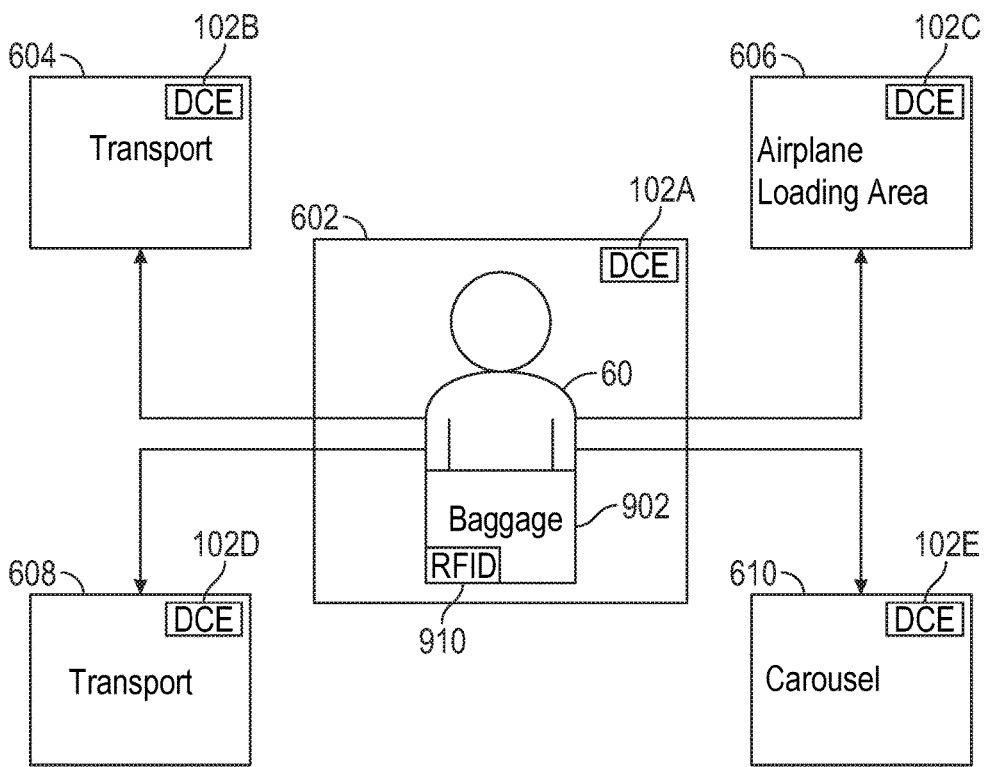 102B
604
DCE
Transport
102C
606
DCE
Airplane
Loading Area
102A
602
DCE
60
Baggage
902
RFID
910
102D
608
DCE
Transport
102E
610
DCE
Carousel